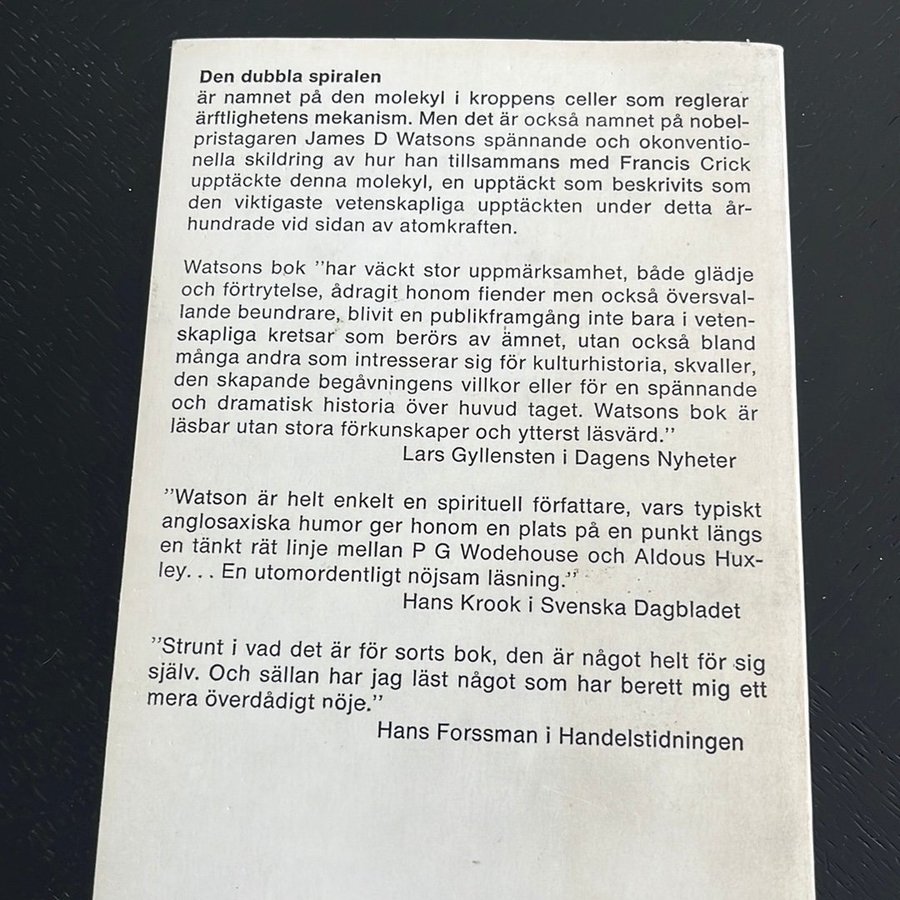 Den dubbla spiralen
är namnet på den molekyl i kroppens celler som reglerar
ärftlighetens mekanism. Men det är också namnet på nobel-
pristagaren James D Watsons spännande och okonventio-
nella skildring av hur han tillsammans med Francis Crick
upptäckte denna molekyl, en upptäckt som beskrivits som
den viktigaste vetenskapliga upptäckten under detta år-
hundrade vid sidan av atomkraften.
Watsons bok ”har väckt stor uppmärksamhet, både glädje
och förtrytelse, ådragit honom fiender men också översval-
lande beundrare, blivit en publikframgång inte bara i veten-
skapliga kretsar som berörs av ämnet, utan också bland
många andra som intresserar sig för kulturhistoria, skvaller,
den skapande begåvningens villkor eller för en spännande
och dramatisk historia över huvud taget. Watsons bok är
läsbar utan stora förkunskaper och ytterst läsvärd.”
Lars Gyllensten i Dagens Nyheter
”Watson är helt enkelt en spirituell författare, vars typiskt
anglosaxiska humor ger honom en plats på en punkt längs
en tänkt rät linje mellan P G Wodehouse och Aldous Hux-
ley... En utomordentligt nöjsam läsning.”
Hans Krook i Svenska Dagbladet
”Strunt i vad det är för sorts bok, den är något helt för sig
själv. Och sällan har jag läst något som har berett mig ett
mera överdådigt nöje.”
Hans Forssman i Handelstidningen